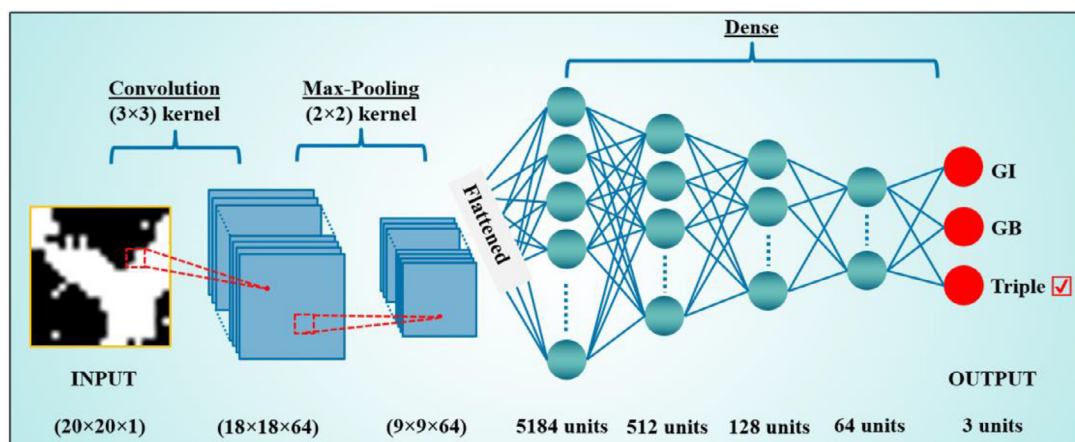 Dense
Convolution
(3×3) kernel
Max-Pooling
(2×2) kernel
Flattened
GI
GB
Triple
INPUT
OUTPUT
(20×20×1)
(18×18×64)
(9×9×64)
5184 units
512 units
128 units
64 units
3 units